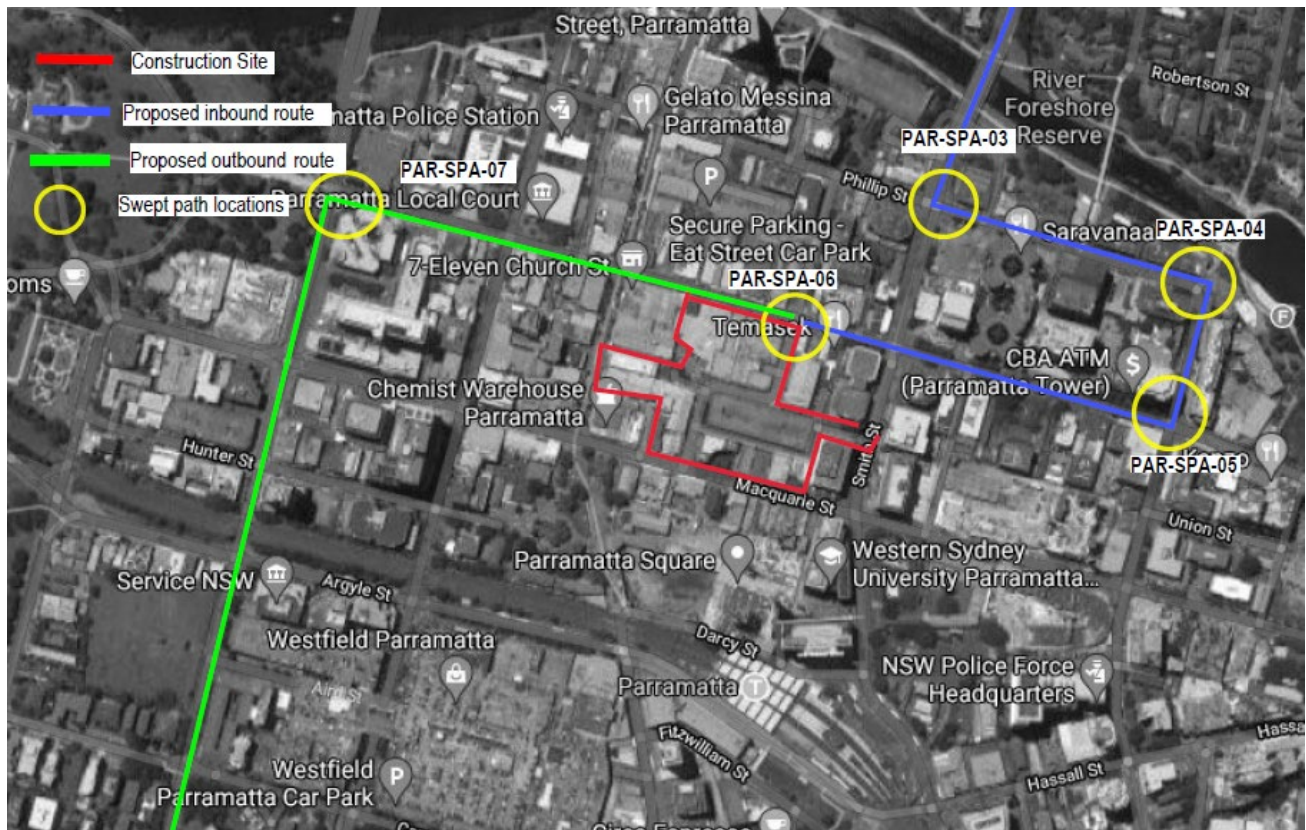 Street, Parramatta
Construction Site
Proposed inbound route
Proposed outbound route
Swept path locations
matta Police Station
Gelato Messina
Parramatta
River
Foreshore
Reserve
Robertson St
PAR-SPA-03
PAR-SPA-07
Parramatta Local Court
Phillip St
Secure Parking -
Eat Street Car Park
Saravanaa
PAR-SPA-04
7-Eleven Church St
PAR-SPA-06
ooms
Temasek
CBA ATM
(Parramatta Tower)
Chemist Warehouse
Parramatta
PAR-SPA-05
Hunter St
Smith St
Macquarie St
Union St
Parramatta Square
Western Sydney
University Parramatta...
Service NSW
Argyle St
Westfield Parramatta
Darcy St
NSW Police Force
Headquarters
Parramatta T
Aird St
Fitzwilliam St
Westfield
Parramatta Car Park
P
P
$
F
Hassall St
Hassa